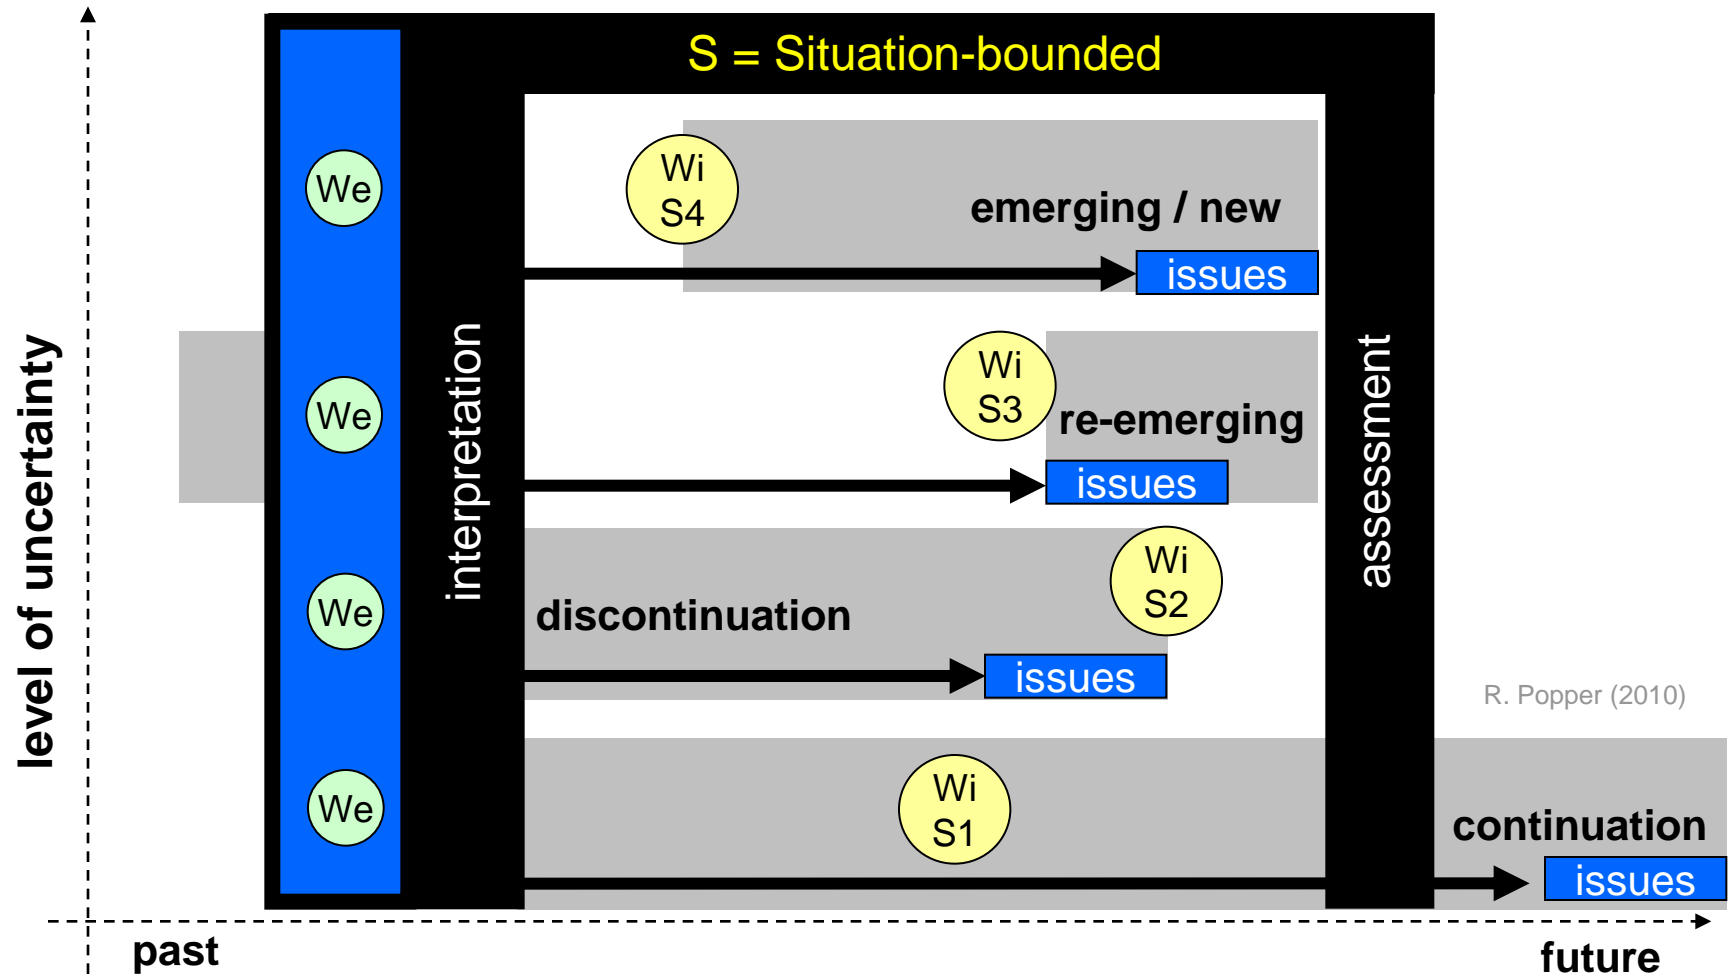 S = Situation-bounded
We
Wi
S4
emerging / new
issues
level of uncertainty
interpretation
assessment
We
Wi
S3
re-emerging
issues
We
Wi
S2
discontinuation
issues
R. Popper (2010)
We
Wi
S1
continuation
issues
past
future